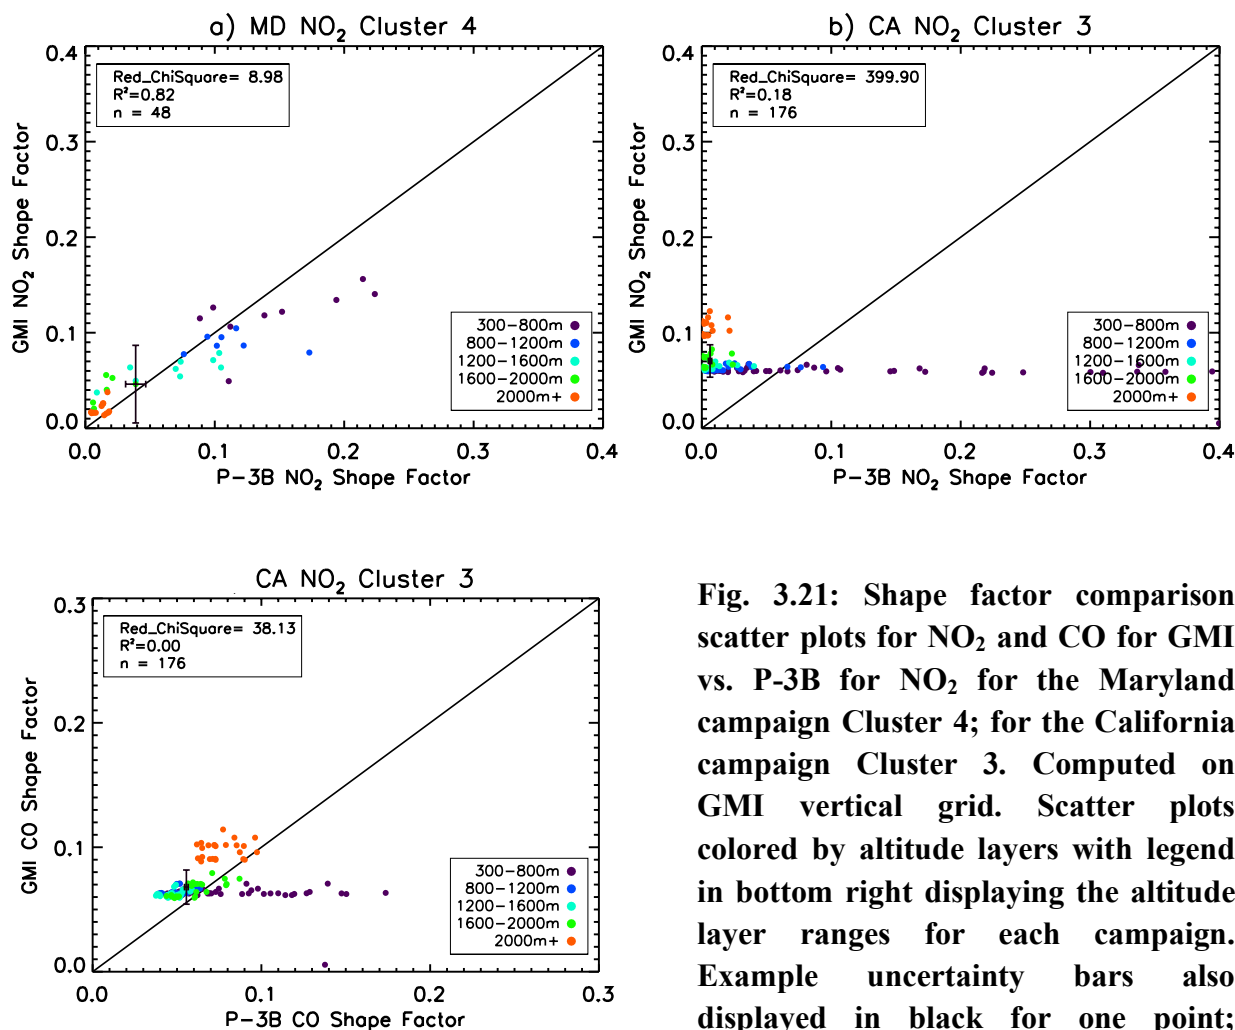 a) MD NO₂ Cluster 4
0.4
0.3
0.2
0.1
0.0
GMI NO₂ Shape Factor
Red_ChiSquare= 8.98
R²=0.82
n = 48
300-800m
800-1200m
1200-1600m
1600-2000m
2000m+
0.0 0.1 0.2 0.3 0.4
P-3B NO₂ Shape Factor
b) CA NO₂ Cluster 3
0.4
0.3
0.2
0.1
0.0
GMI NO₂ Shape Factor
Red_ChiSquare= 399.90
R²=0.18
n = 176
300-800m
800-1200m
1200-1600m
1600-2000m
2000m+
0.0 0.1 0.2 0.3 0.4
P-3B NO₂ Shape Factor
CA NO₂ Cluster 3
0.3
0.2
0.1
0.0
GMI CO Shape Factor
Red_ChiSquare= 38.13
R²=0.00
n = 176
300-800m
800-1200m
1200-1600m
1600-2000m
2000m+
0.0 0.1 0.2 0.3
P-3B CO Shape Factor
Fig. 3.21: Shape factor comparison
scatter plots for NO₂ and CO for GMI
vs. P-3B for NO₂ for the Maryland
campaign Cluster 4; for the California
campaign Cluster 3. Computed on
GMI vertical grid. Scatter plots
colored by altitude layers with legend
in bottom right displaying the altitude
layer ranges for each campaign.
Example uncertainty bars also
displayed in black for one point;